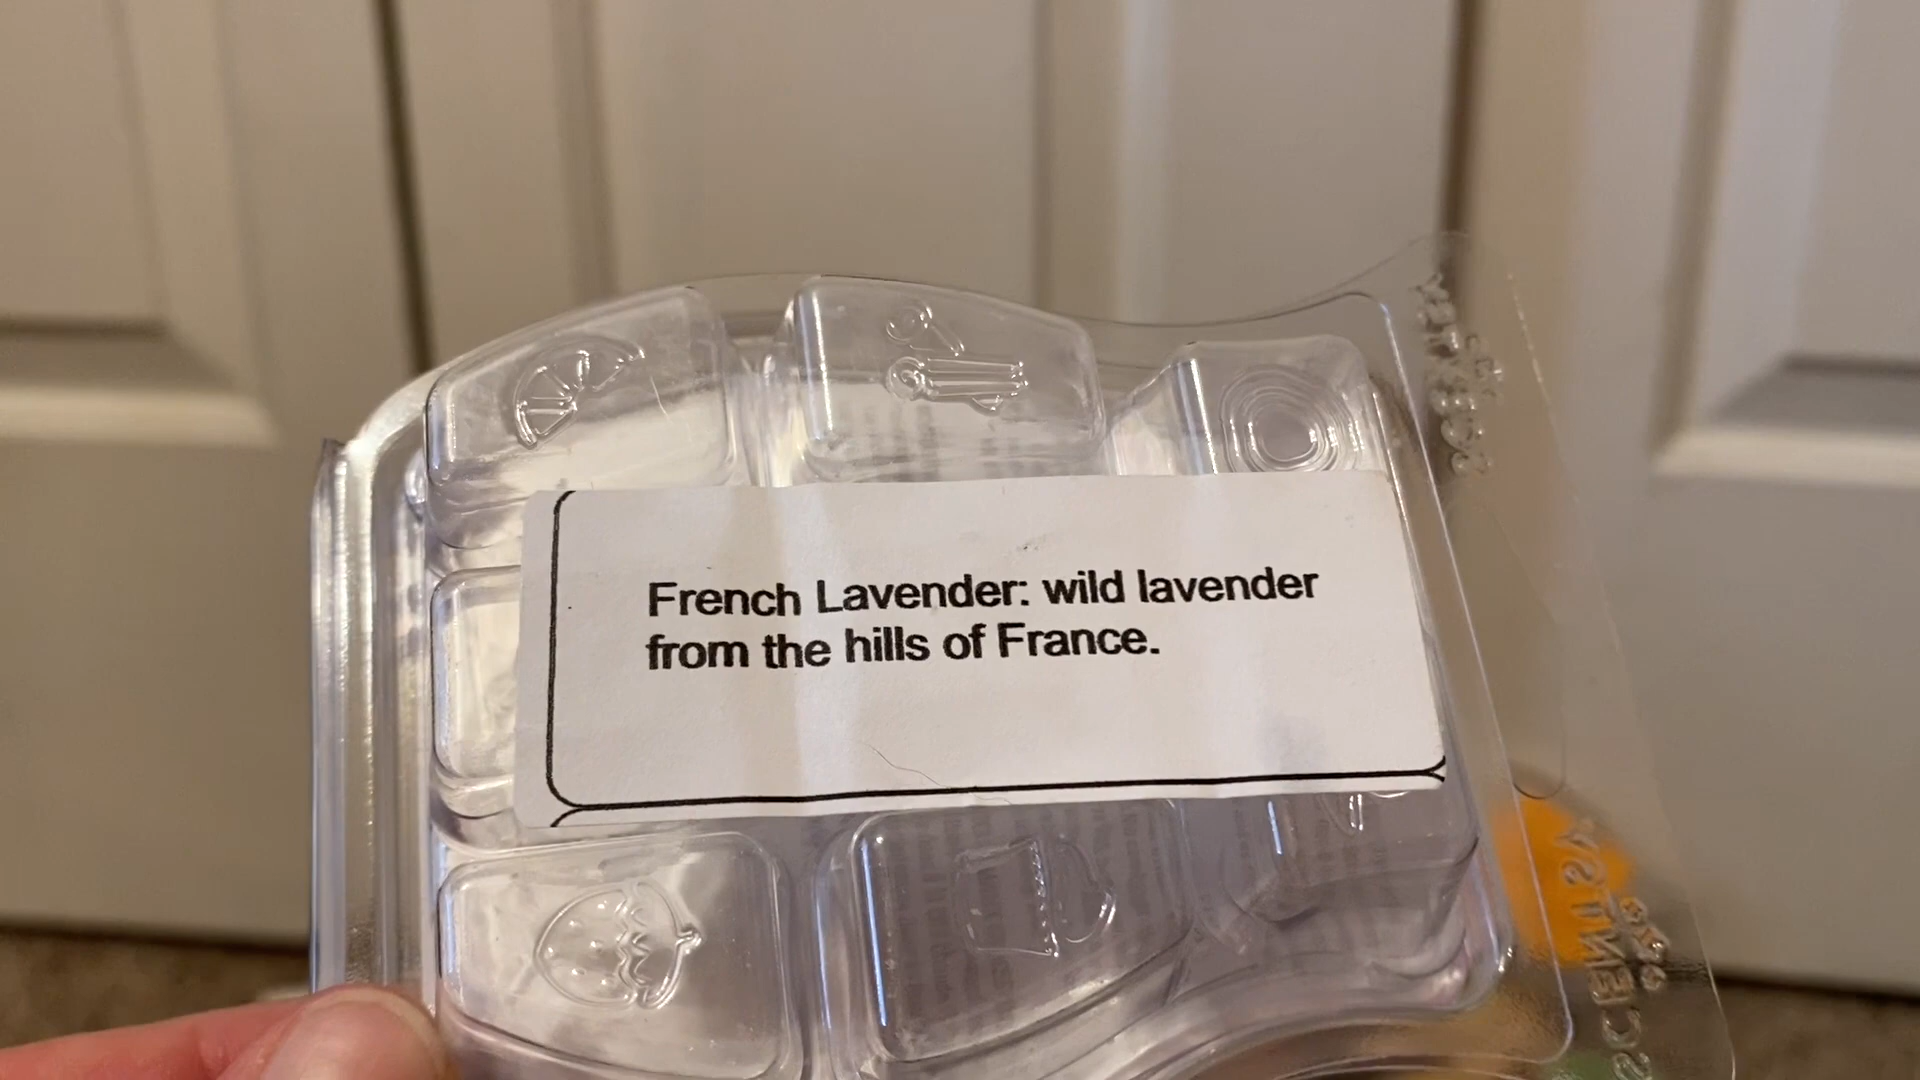 French Lavender: wild lavender
from the hills of France.